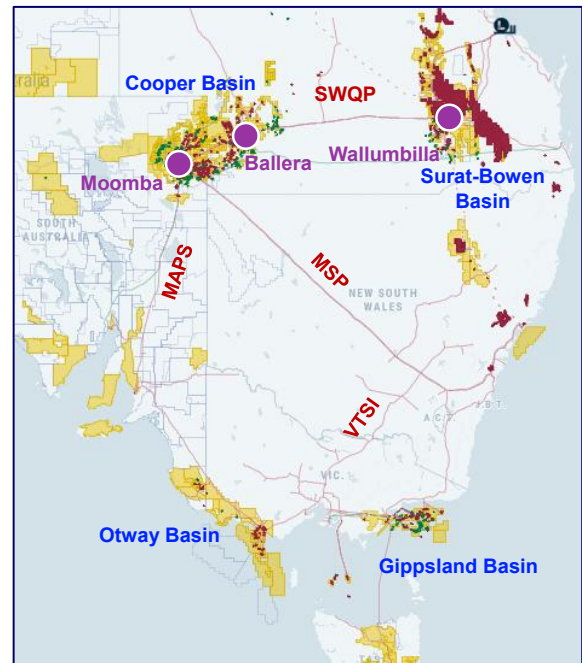 tralia
Cooper Basin
SWQP
Ballera
Wallumbilla
Moomba
Surat-Bowen
Basin
SOUTH
AUSTRALIA
MAPS
MSP
NEW SOUTH
WALES
VTSI
A.C.T.
J.B.T.
VIC.
Otway Basin
Gippsland Basin